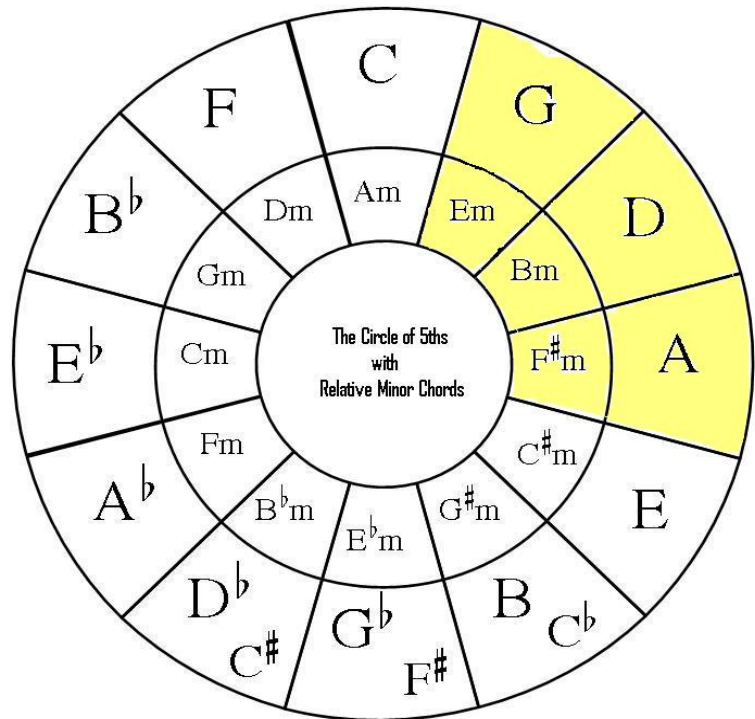 C
G
D
A
E
B
C♭
G♭
F♯
D♭
C♯
A♭
E♭
B♭
F
Am
Em
Bm
F♯m
C♯m
G♯m
E♭m
B♭m
Fm
Cm
Gm
Dm
The Circle of 5ths
with
Relative Minor Chords